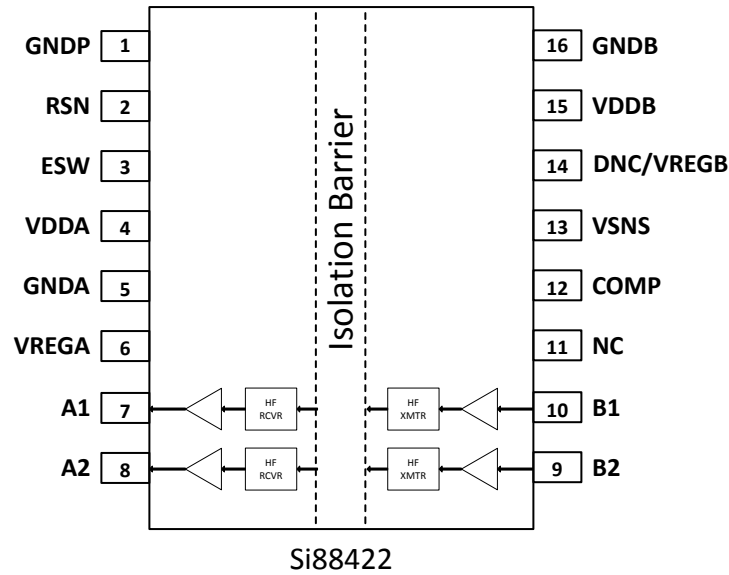 GNDP 1
RSN 2
ESW 3
VDDA 4
GNDA 5
VREGA 6
A1 7
A2 8
HF
RCVR
HF
RCVR
Isolation Barrier
HF
XMTR
HF
XMTR
16 GNDB
15 VDDB
14 DNC/VREGB
13 VSNS
12 COMP
11 NC
10 B1
9 B2
Si88422